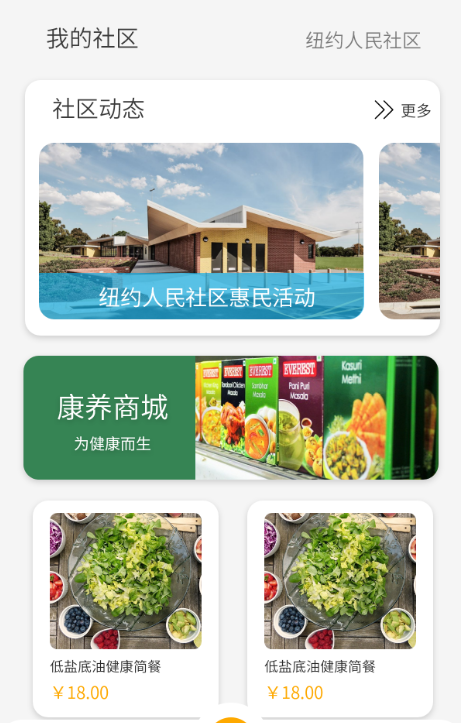 我的社区
纽约人民社区
社区动态
更多
纽约人民社区惠民活动
康养商城
为健康而生
EVEREST
Tandoori Chicken
Masala
EVEREST
Tandoori
Masala
EVEREST
Pani Puri
Masala
Kasuri
Methi
低盐底油健康简餐
¥18.00
低盐底油健康简餐
¥18.00